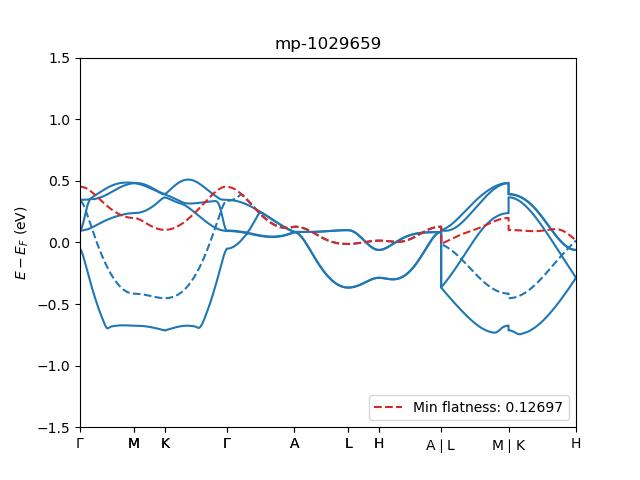 mp-1029659
E − E_F (eV)
1.5
1.0
0.5
0.0
−0.5
−1.0
−1.5
Min flatness: 0.12697
Γ M K Γ A L H A | L M | K H